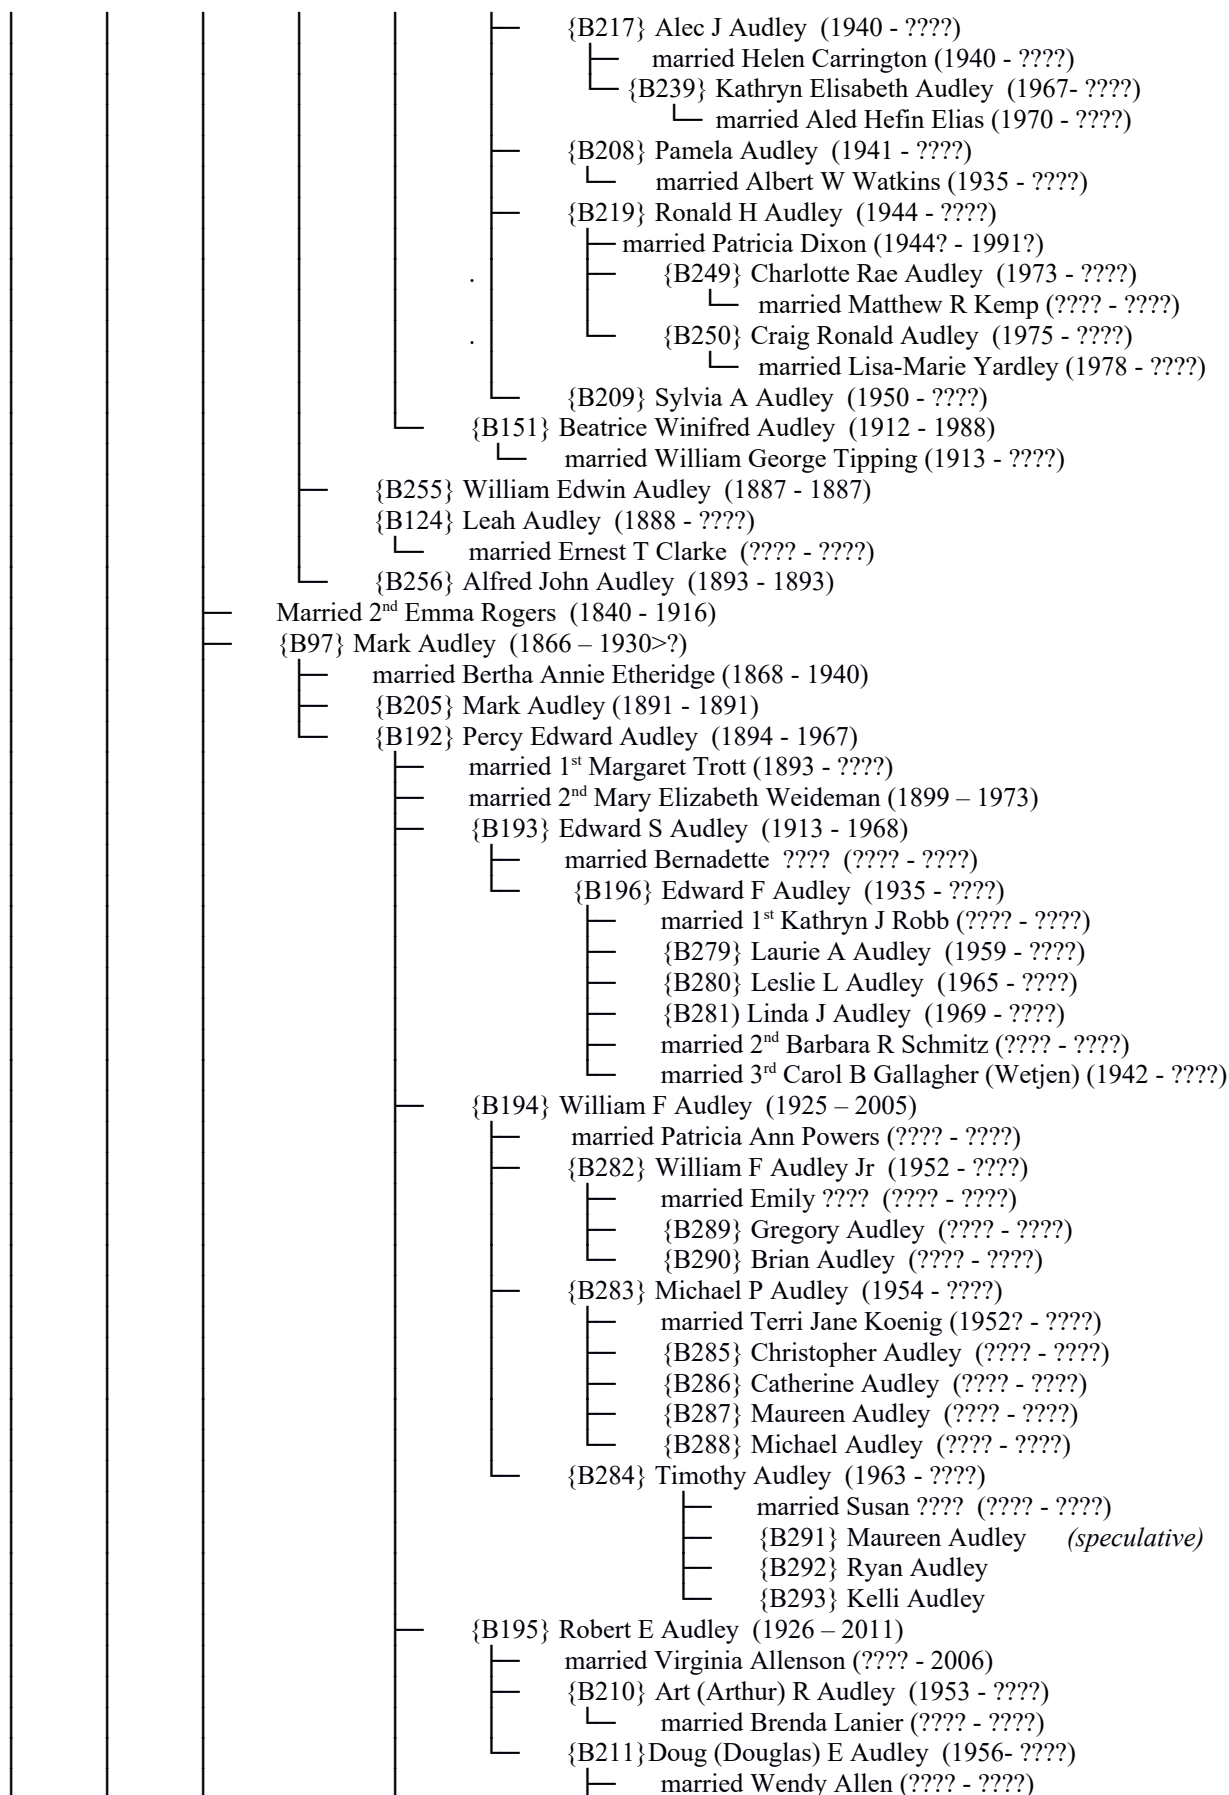 {B217} Alec J Audley (1940 - ????)
married Helen Carrington (1940 - ????)
{B239} Kathryn Elisabeth Audley (1967- ????)
married Aled Hefin Elias (1970 - ????)
{B208} Pamela Audley (1941 - ????)
married Albert W Watkins (1935 - ????)
{B219} Ronald H Audley (1944 - ????)
married Patricia Dixon (1944? - 1991?)
. {B249} Charlotte Rae Audley (1973 - ????)
married Matthew R Kemp (???? - ????)
. {B250} Craig Ronald Audley (1975 - ????)
married Lisa-Marie Yardley (1978 - ????)
{B209} Sylvia A Audley (1950 - ????)
{B151} Beatrice Winifred Audley (1912 - 1988)
married William George Tipping (1913 - ????)
{B255} William Edwin Audley (1887 - 1887)
{B124} Leah Audley (1888 - ????)
married Ernest T Clarke (???? - ????)
{B256} Alfred John Audley (1893 - 1893)
Married 2nd Emma Rogers (1840 - 1916)
{B97} Mark Audley (1866 – 1930>?)
married Bertha Annie Etheridge (1868 - 1940)
{B205} Mark Audley (1891 - 1891)
{B192} Percy Edward Audley (1894 - 1967)
married 1st Margaret Trott (1893 - ????)
married 2nd Mary Elizabeth Weideman (1899 – 1973)
{B193} Edward S Audley (1913 - 1968)
married Bernadette ???? (???? - ????)
{B196} Edward F Audley (1935 - ????)
married 1st Kathryn J Robb (???? - ????)
{B279} Laurie A Audley (1959 - ????)
{B280} Leslie L Audley (1965 - ????)
{B281) Linda J Audley (1969 - ????)
married 2nd Barbara R Schmitz (???? - ????)
married 3rd Carol B Gallagher (Wetjen) (1942 - ????)
{B194} William F Audley (1925 – 2005)
married Patricia Ann Powers (???? - ????)
{B282} William F Audley Jr (1952 - ????)
married Emily ???? (???? - ????)
{B289} Gregory Audley (???? - ????)
{B290} Brian Audley (???? - ????)
{B283} Michael P Audley (1954 - ????)
married Terri Jane Koenig (1952? - ????)
{B285} Christopher Audley (???? - ????)
{B286} Catherine Audley (???? - ????)
{B287} Maureen Audley (???? - ????)
{B288} Michael Audley (???? - ????)
{B284} Timothy Audley (1963 - ????)
married Susan ???? (???? - ????)
{B291} Maureen Audley (speculative)
{B292} Ryan Audley
{B293} Kelli Audley
{B195} Robert E Audley (1926 – 2011)
married Virginia Allenson (???? - 2006)
{B210} Art (Arthur) R Audley (1953 - ????)
married Brenda Lanier (???? - ????)
{B211}Doug (Douglas) E Audley (1956- ????)
married Wendy Allen (???? - ????)